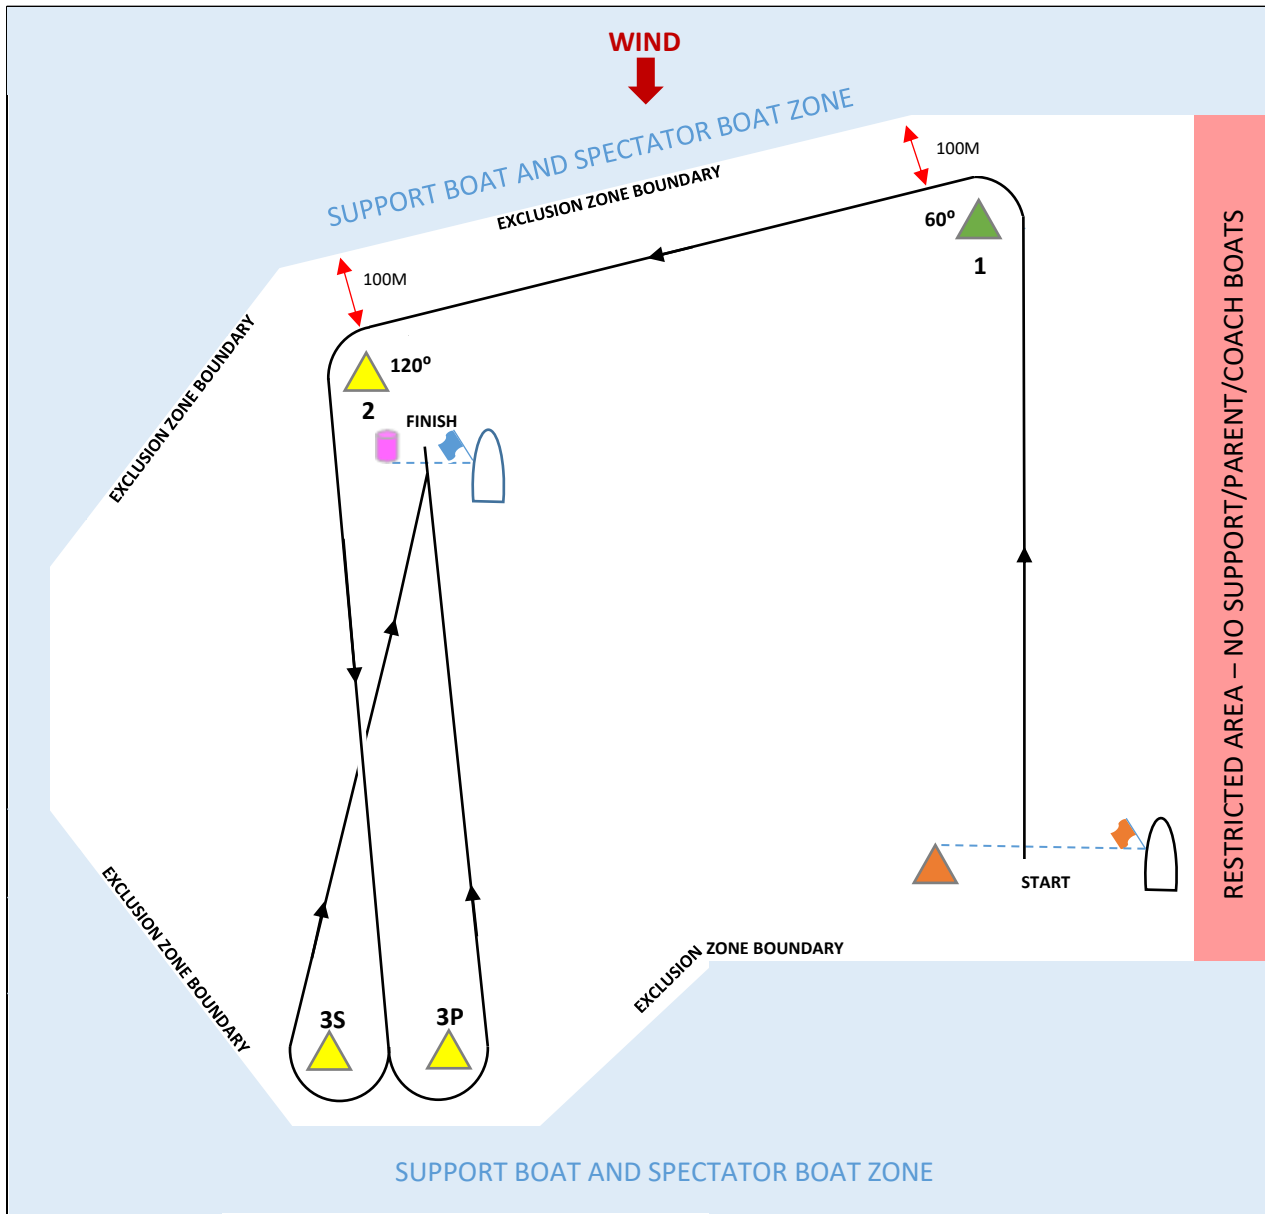 WIND
SUPPORT BOAT AND SPECTATOR BOAT ZONE
EXCLUSION ZONE BOUNDARY
100M
60⁰
1
100M
EXCLUSION ZONE BOUNDARY
120⁰
2
FINISH
RESTRICTED AREA – NO SUPPORT/PARENT/COACH BOATS
START
EXCLUSION ZONE BOUNDARY
EXCLUSION ZONE BOUNDARY
3S
3P
SUPPORT BOAT AND SPECTATOR BOAT ZONE